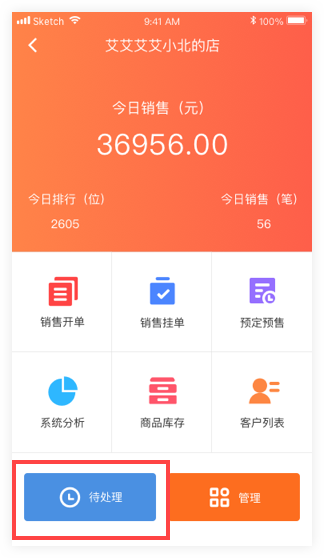 Sketch 9:41 AM 100%
艾艾艾艾小北的店
今日销售（元）
36956.00
今日排行（位） 今日销售（笔）
2605 56
销售开单 销售挂单 预定预售
系统分析 商品库存 客户列表
待处理 管理